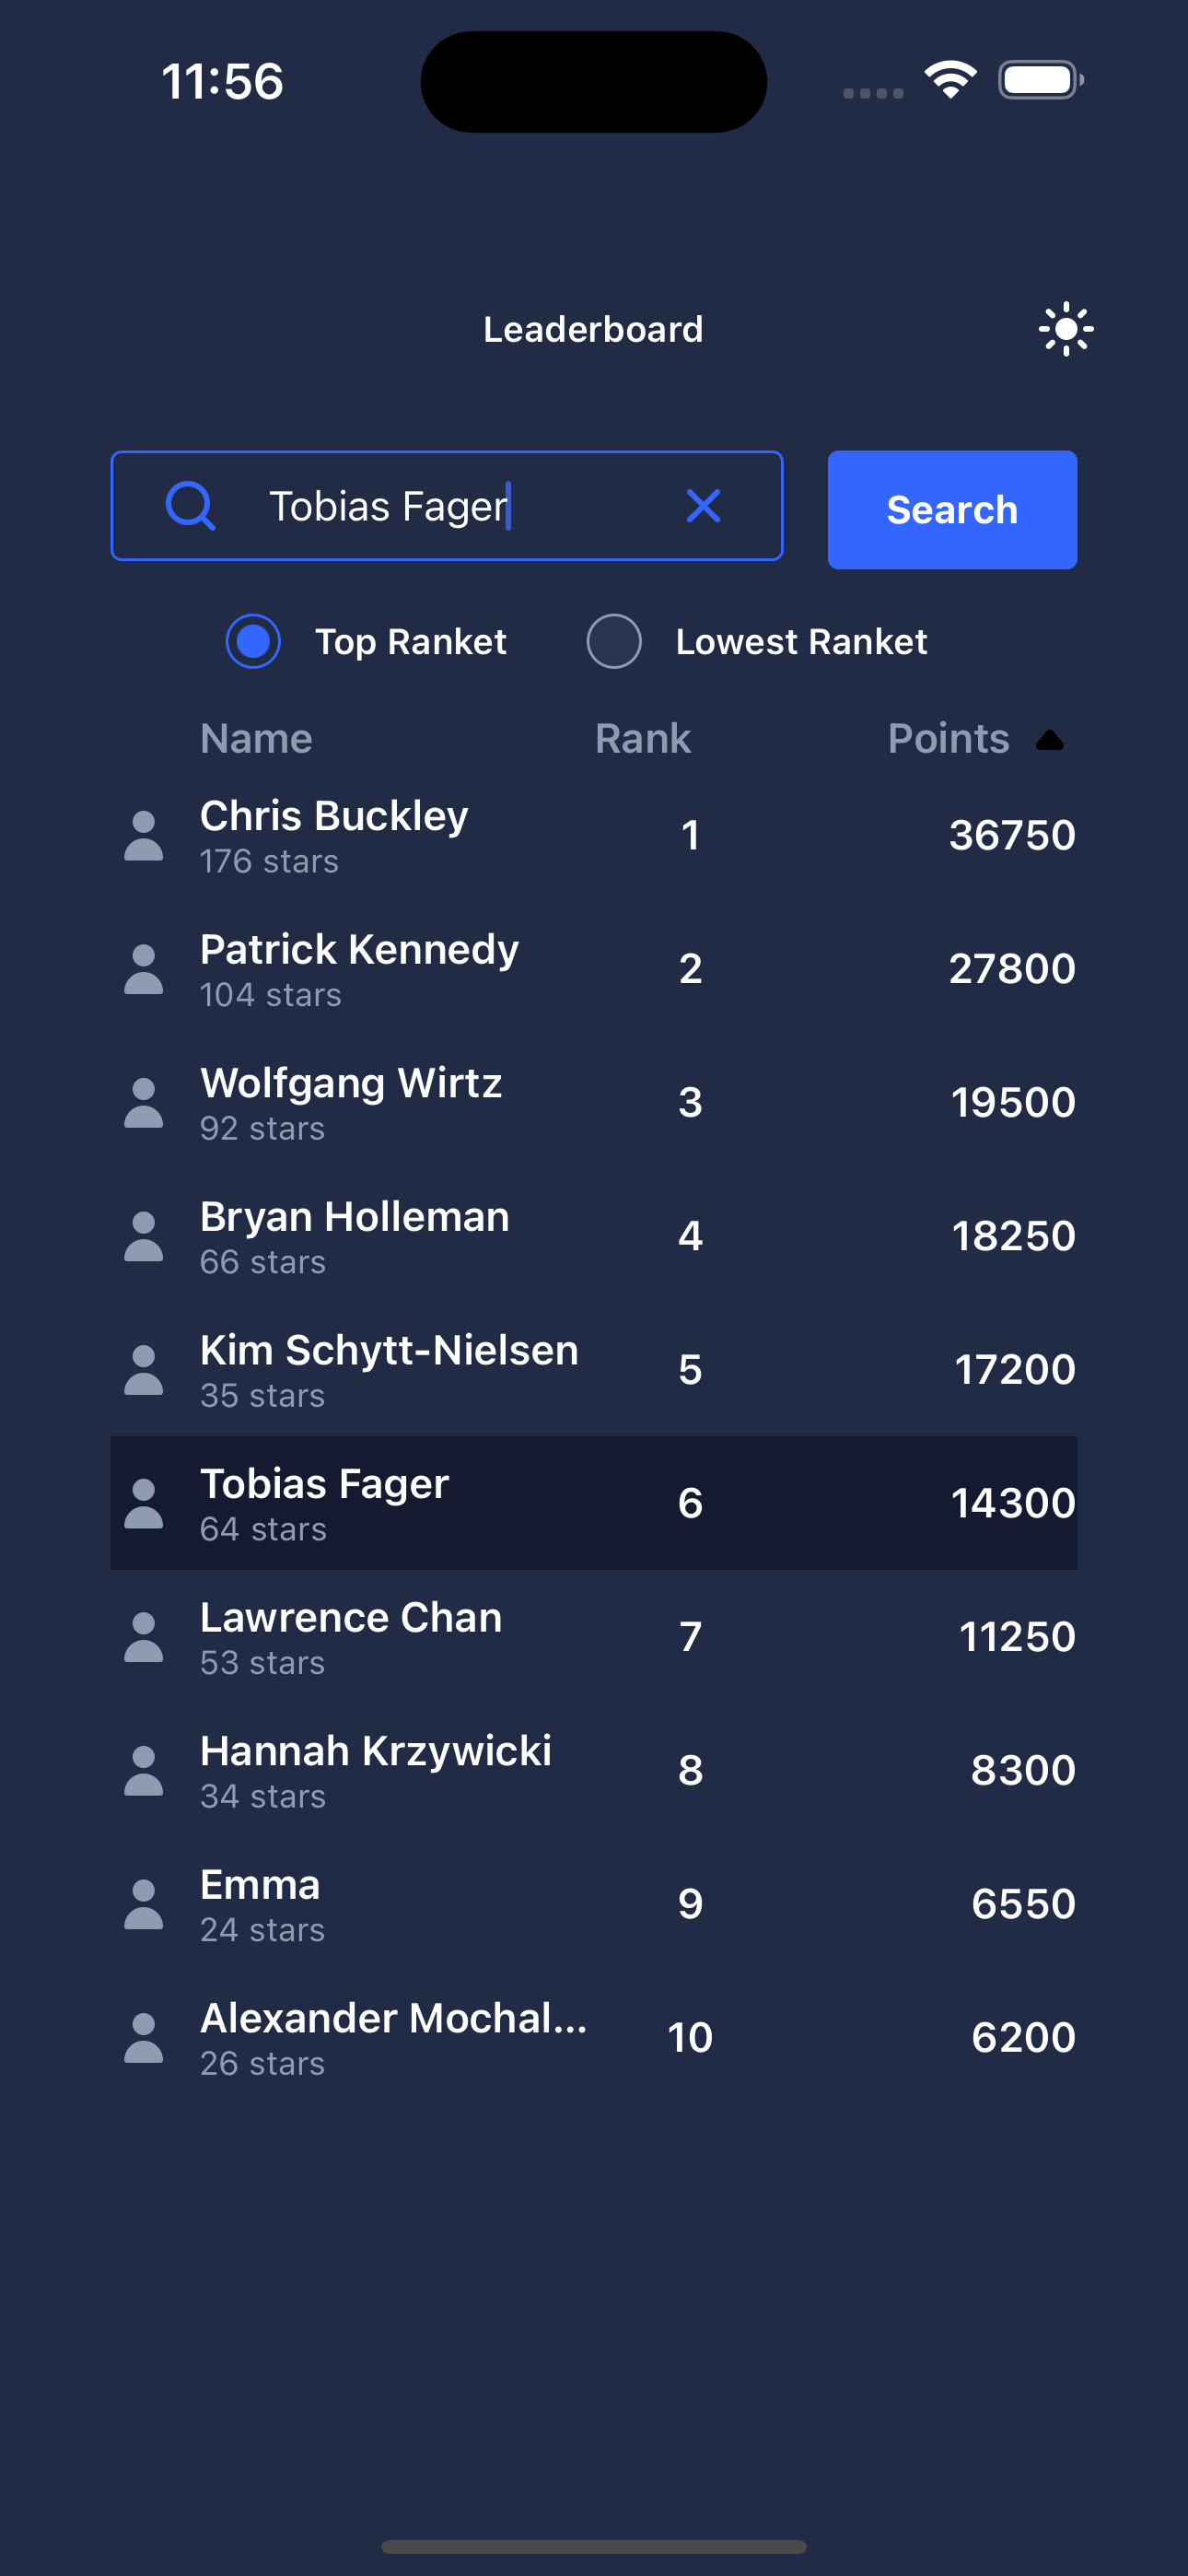 11:56
Leaderboard
Tobias Fager
Search
Top Ranket
Lowest Ranket
Name Rank Points
Chris Buckley 1 36750
176 stars
Patrick Kennedy 2 27800
104 stars
Wolfgang Wirtz 3 19500
92 stars
Bryan Holleman 4 18250
66 stars
Kim Schytt-Nielsen 5 17200
35 stars
Tobias Fager 6 14300
64 stars
Lawrence Chan 7 11250
53 stars
Hannah Krzywicki 8 8300
34 stars
Emma 9 6550
24 stars
Alexander Mochal... 10 6200
26 stars